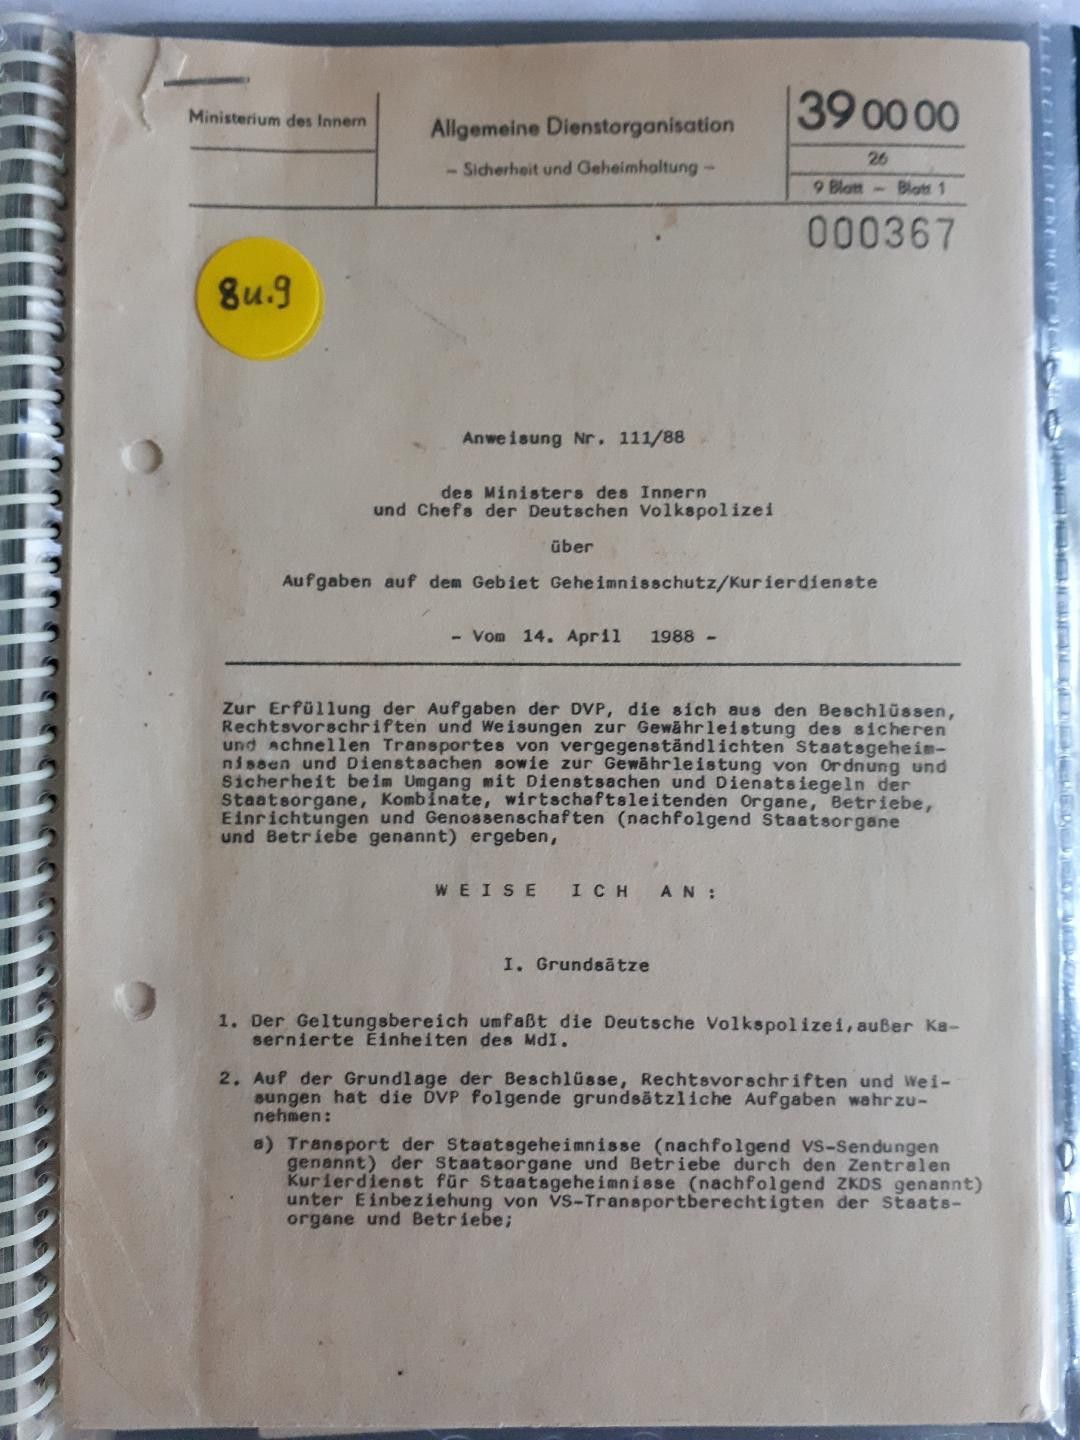 Ministerium des Innern
Allgemeine Dienstorganisation
– Sicherheit und Geheimhaltung –
39 00 00
26
9 Blatt – Blatt 1
000367
8 u. 9
Anweisung Nr. 111/88
des Ministers des Innern
und Chefs der Deutschen Volkspolizei
über
Aufgaben auf dem Gebiet Geheimnisschutz/Kurierdienste
- Vom 14. April 1988 -
Zur Erfüllung der Aufgaben der DVP, die sich aus den Beschlüssen,
Rechtsvorschriften und Weisungen zur Gewährleistung des sicheren
und schnellen Transportes von vergegenständlichten Staatsgeheim-
nissen und Dienstsachen sowie zur Gewährleistung von Ordnung und
Sicherheit beim Umgang mit Dienstsachen und Dienstsiegeln der
Staatsorgane, Kombinate, wirtschaftsleitenden Organe, Betriebe,
Einrichtungen und Genossenschaften (nachfolgend Staatsorgane
und Betriebe genannt) ergeben,
W E I S E   I C H   A N :
I. Grundsätze
1. Der Geltungsbereich umfaßt die Deutsche Volkspolizei, außer Ka-
sernierte Einheiten des MdI.
2. Auf der Grundlage der Beschlüsse, Rechtsvorschriften und Wei-
sungen hat die DVP folgende grundsätzliche Aufgaben wahrzu-
nehmen:
a) Transport der Staatsgeheimnisse (nachfolgend VS-Sendungen
genannt) der Staatsorgane und Betriebe durch den Zentralen
Kurierdienst für Staatsgeheimnisse (nachfolgend ZKDS genannt)
unter Einbeziehung von VS-Transportberechtigten der Staats-
organe und Betriebe;